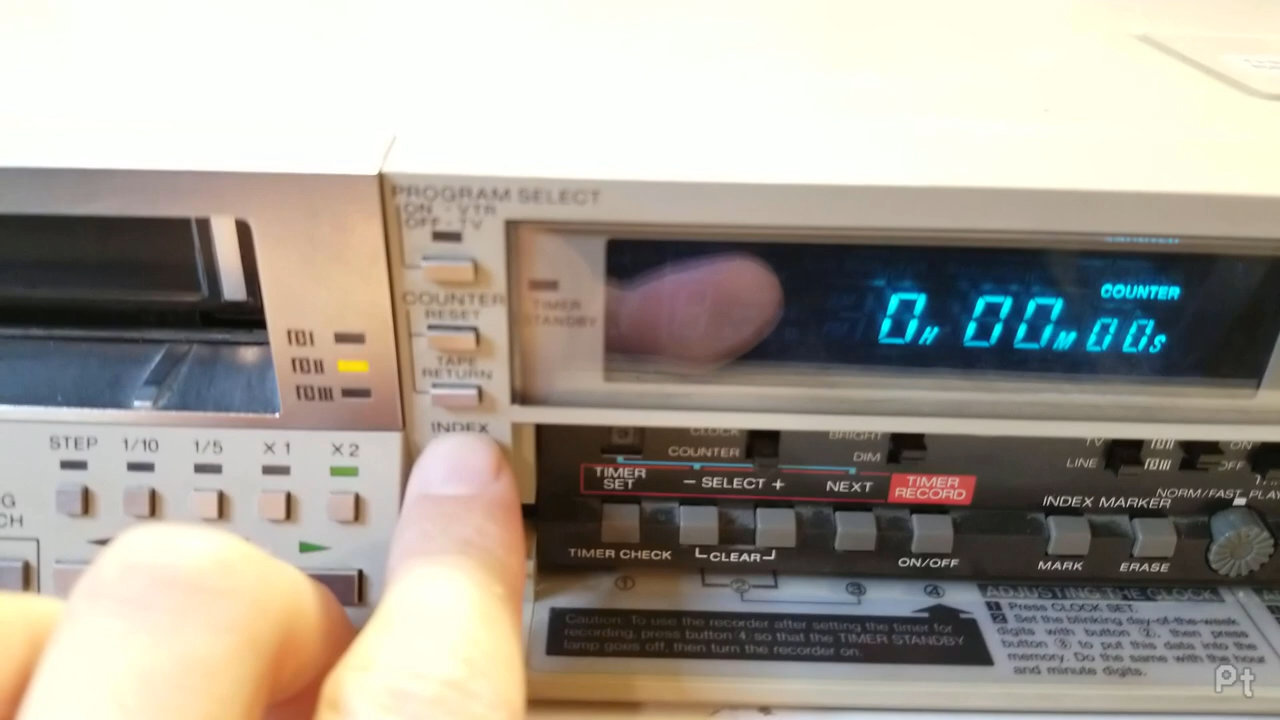 PROGRAM SELECT
ON - VTR
OFF - TV
COUNTER
RESET
TAPE
RETURN
INDEX
TIMER
STANDBY
COUNTER
0H 00M 00S
βI
βII
βIII
STEP 1/10 1/5 X1 X2
CLOCK
COUNTER
BRIGHT
DIM
TV
LINE
βII
βIII
ON
OFF
TIMER
SET
- SELECT +
NEXT
TIMER
RECORD
INDEX MARKER
NORM/FAST PLAY
TIMER CHECK
CLEAR
ON/OFF
MARK
ERASE
① ② ③ ④
Caution: To use the recorder after setting the timer for
recording, press button ④ so that the TIMER STANDBY
lamp goes off, then turn the recorder on.
ADJUSTING THE CLOCK
1 Press CLOCK SET.
2 Set the blinking day-of-the-week
digits with button ②, then press
button ③ to put this data into the
memory. Do the same with the hour
and minute digits.
Pt